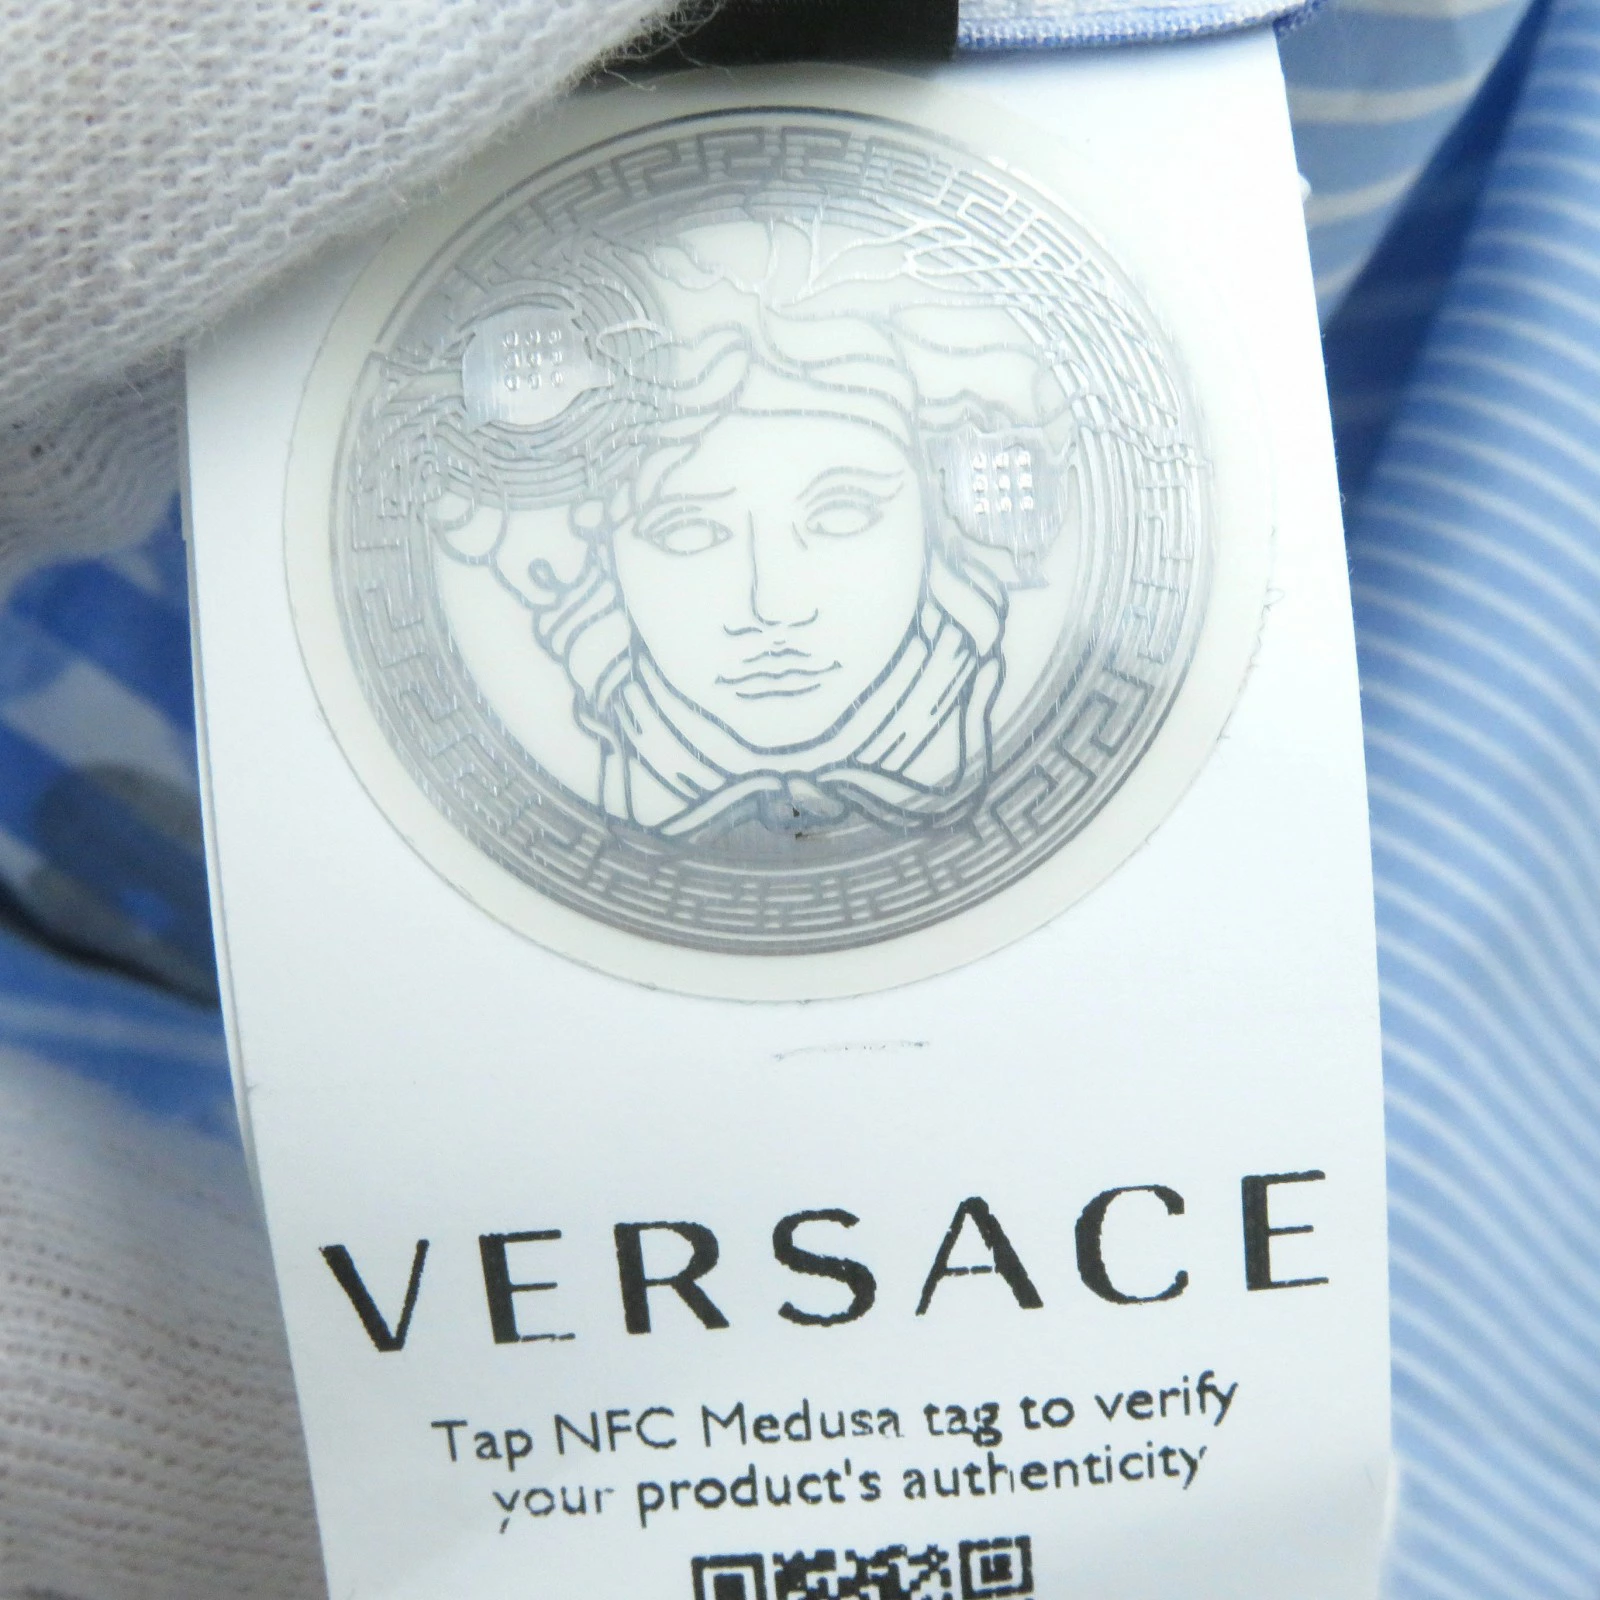 VERSACE
Tap NFC Medusa tag to verify
your product's authenticity